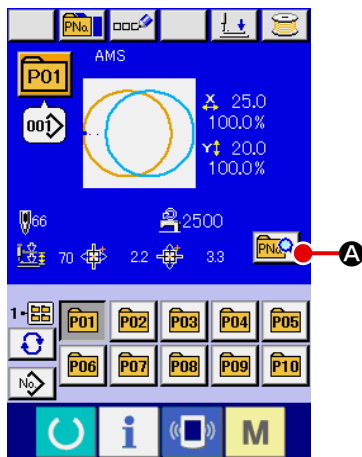 PNo.
AMS
P01
001
X 25.0
100.0%
Y 20.0
100.0%
66
2500
70 2.2 3.3
PNo.
A
1
P01 P02 P03 P04 P05
P06 P07 P08 P09 P10
No.
i M